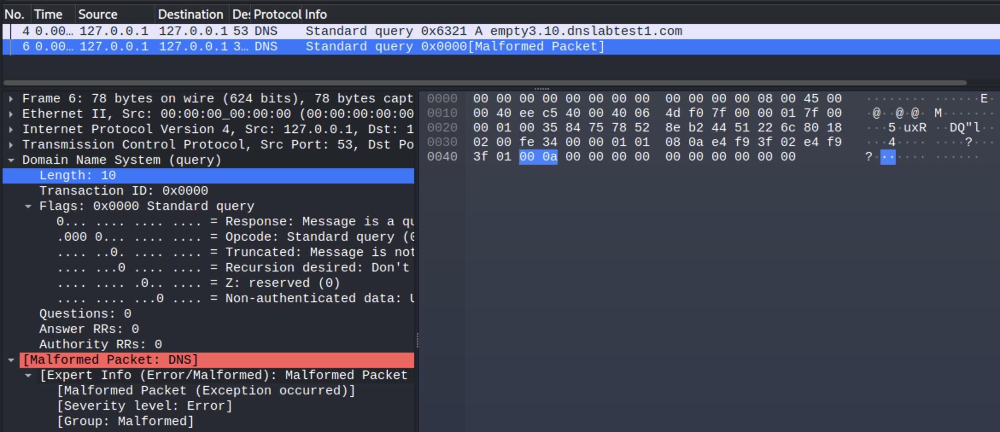 No. Time Source Destination Des Protocol Info
4 0.00… 127.0.0.1 127.0.0.1 53 DNS Standard query 0x6321 A empty3.10.dnslabtest1.com
6 0.00… 127.0.0.1 127.0.0.1 3… DNS Standard query 0x0000[Malformed Packet]
Frame 6: 78 bytes on wire (624 bits), 78 bytes capt
Ethernet II, Src: 00:00:00_00:00:00 (00:00:00:00:00
Internet Protocol Version 4, Src: 127.0.0.1, Dst: 1
Transmission Control Protocol, Src Port: 53, Dst Po
Domain Name System (query)
Length: 10
Transaction ID: 0x0000
Flags: 0x0000 Standard query
0... .... .... .... = Response: Message is a qu
.000 0... .... .... = Opcode: Standard query (0
.... ..0. .... .... = Truncated: Message is not
.... ...0 .... .... = Recursion desired: Don't
.... .... .0.. .... = Z: reserved (0)
.... .... ...0 .... = Non-authenticated data: U
Questions: 0
Answer RRs: 0
Authority RRs: 0
[Malformed Packet: DNS]
[Expert Info (Error/Malformed): Malformed Packet
[Malformed Packet (Exception occurred)]
[Severity level: Error]
[Group: Malformed]
0000 00 00 00 00 00 00 00 00 00 00 00 00 08 00 45 00 ········ ······E·
0010 00 40 ee c5 40 00 40 06 4d f0 7f 00 00 01 7f 00 ·@··@·@· M·······
0020 00 01 00 35 84 75 78 52 8e b2 44 51 22 6c 80 18 ···5·uxR ··DQ"l··
0030 02 00 fe 34 00 00 01 01 08 0a e4 f9 3f 02 e4 f9 ···4···· ····?···
0040 3f 01 00 0a 00 00 00 00 00 00 00 00 00 00 ?······· ······